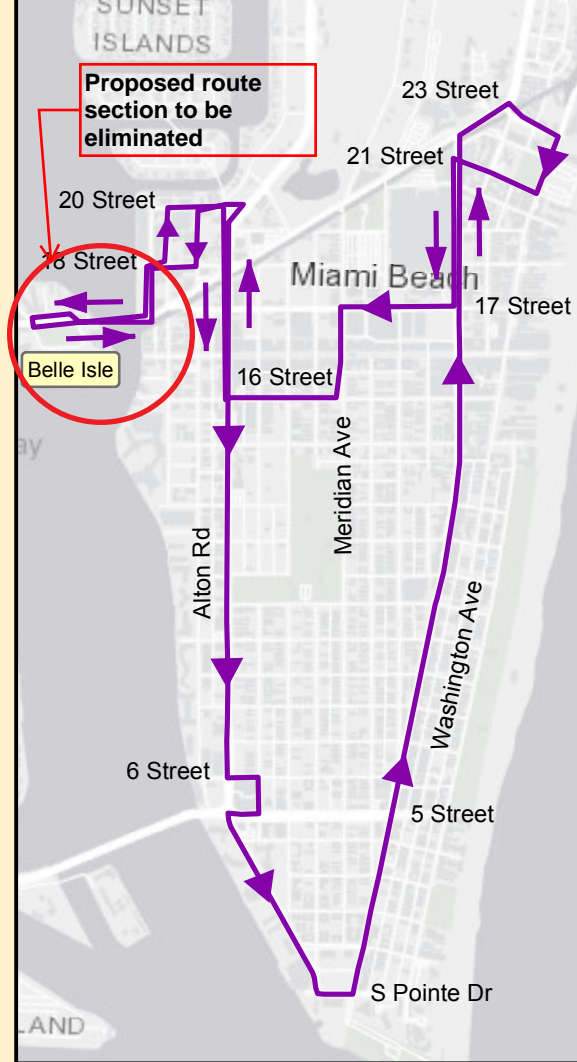 SUNSET
ISLANDS
Proposed route
section to be
eliminated
23 Street
21 Street
20 Street
18 Street
Miami Beach
17 Street
Belle Isle
16 Street
ay
Meridian Ave
Alton Rd
Washington Ave
6 Street
5 Street
S Pointe Dr
LAND